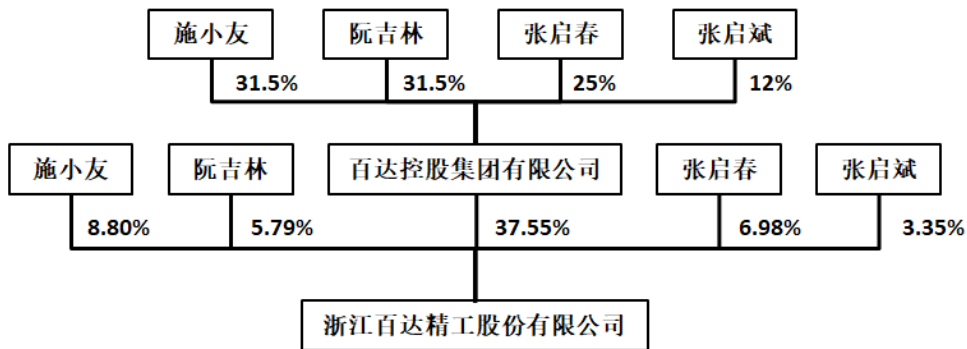 施小友 阮吉林 张启春 张启斌
31.5% 31.5% 25% 12%
施小友 阮吉林 百达控股集团有限公司 张启春 张启斌
8.80% 5.79% 37.55% 6.98% 3.35%
浙江百达精工股份有限公司